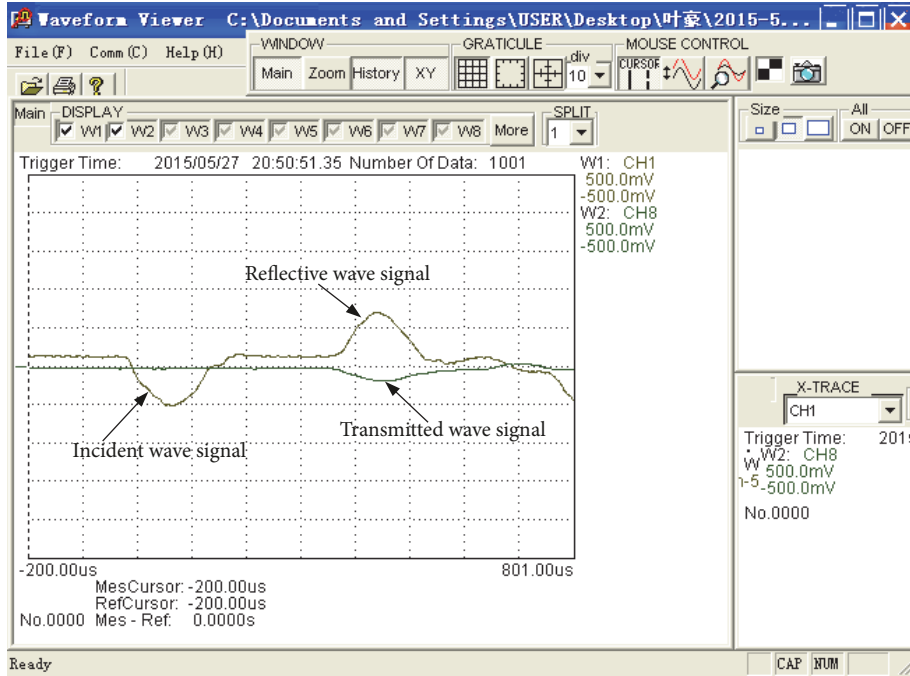 Waveform Viewer C:\Documents and Settings\USER\Desktop\叶豪\2015-5...
File(F) Comm(C) Help(H)
WINDOW
Main Zoom History XY
GRATICULE
div
10
MOUSE CONTROL
CURSOR
Main
DISPLAY
W1 W2 W3 W4 W5 W6 W7 W8 More
SPLIT
1
Size
All
ON OFF
Trigger Time: 2015/05/27 20:50:51.35 Number Of Data: 1001
W1: CH1
500.0mV
-500.0mV
W2: CH8
500.0mV
-500.0mV
Reflective wave signal
Incident wave signal
Transmitted wave signal
-200.00us 801.00us
MesCursor: -200.00us
RefCursor: -200.00us
No.0000 Mes - Ref: 0.0000s
X-TRACE
CH1
Trigger Time: 201
W2: CH8
W 500.0mV
-5 -500.0mV
No.0000
Ready CAP NUM